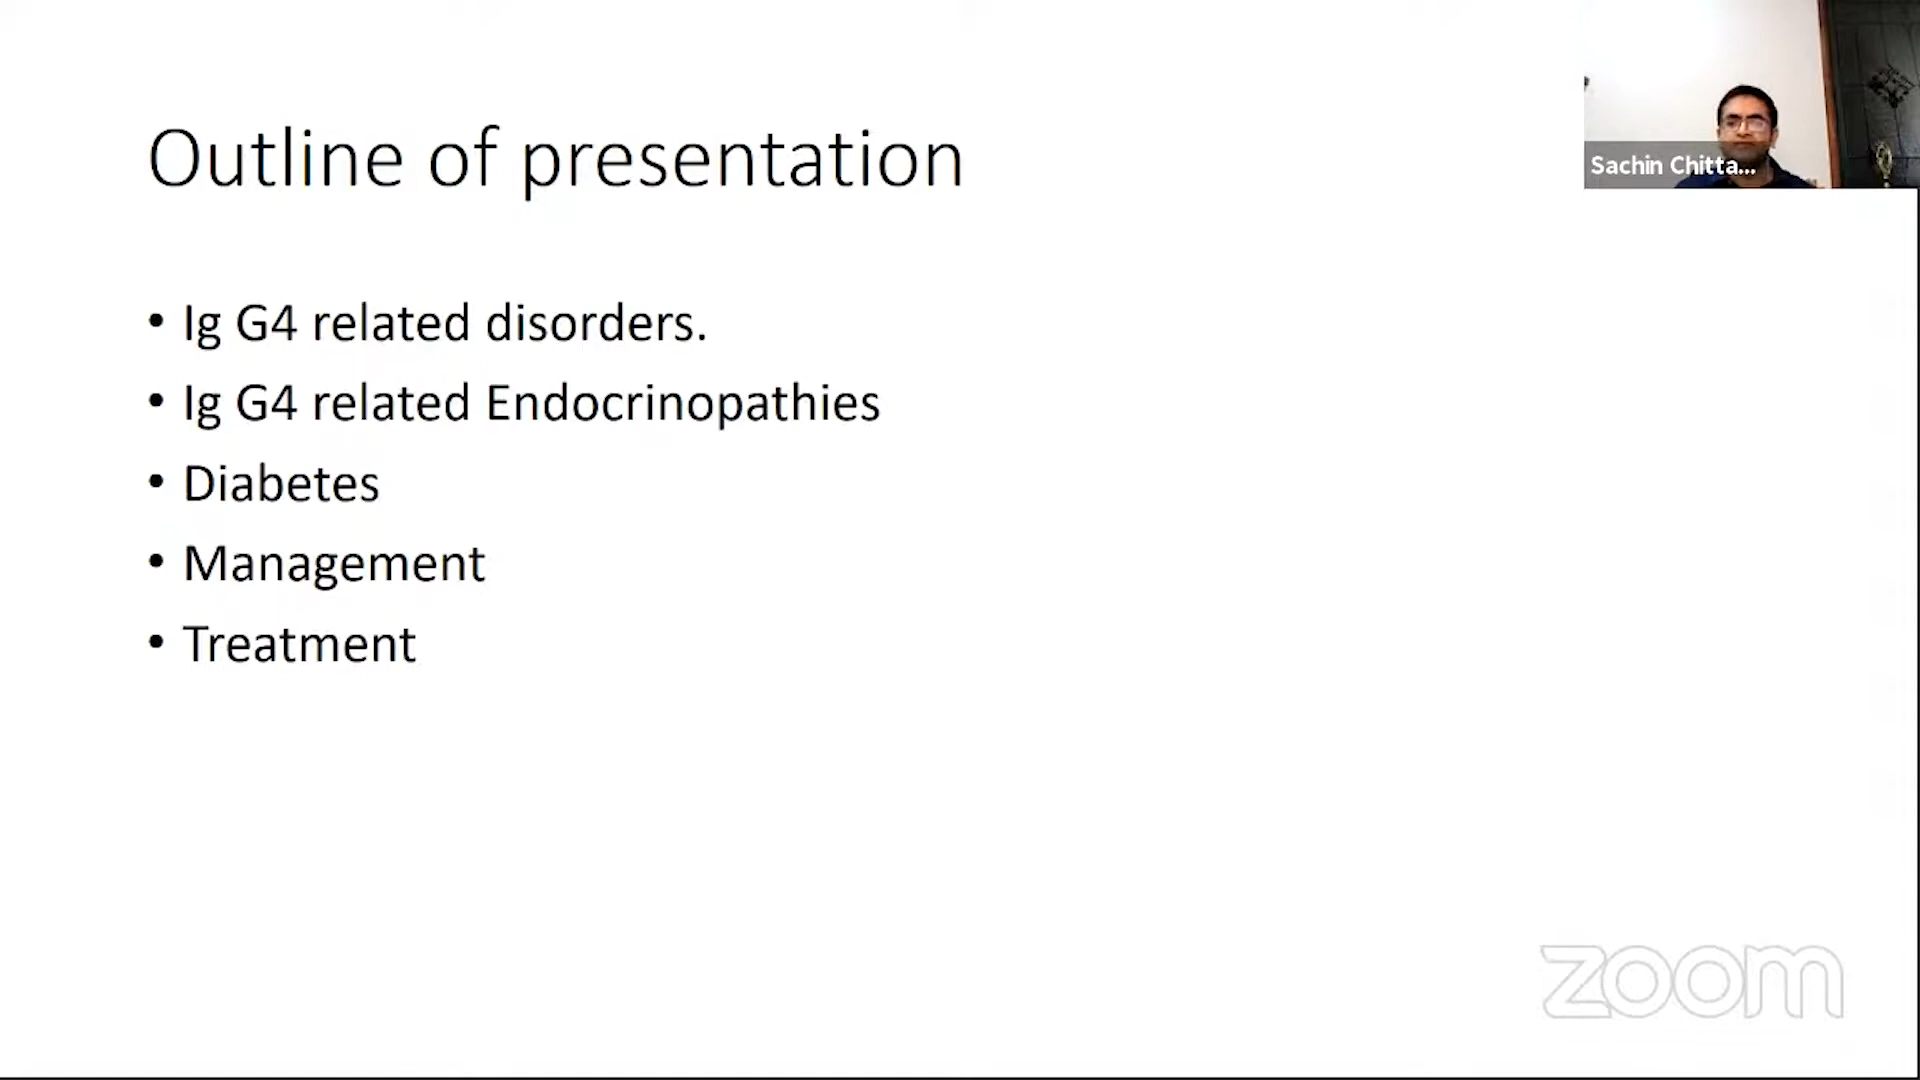 Outline of presentation
Sachin Chitta...
• Ig G4 related disorders.
• Ig G4 related Endocrinopathies
• Diabetes
• Management
• Treatment
zoom